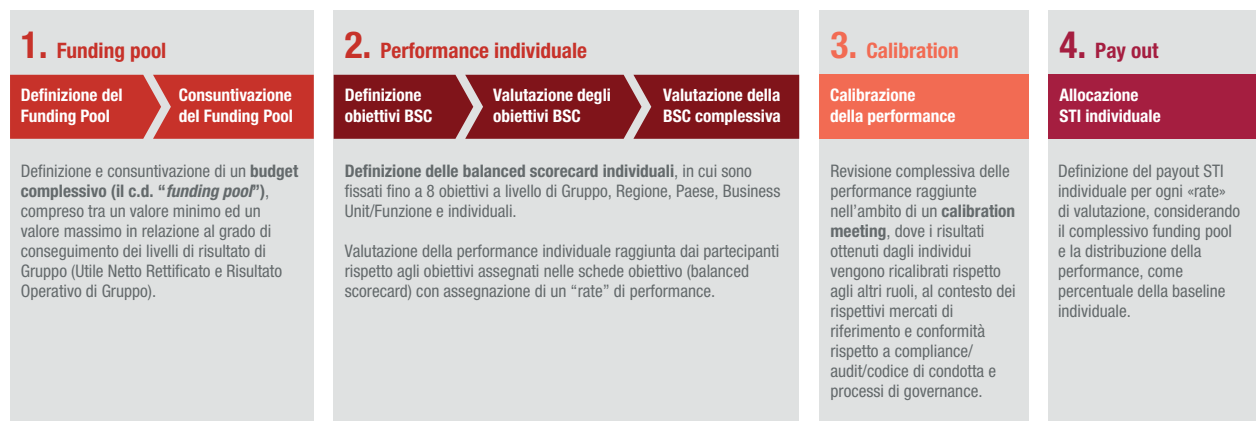 1. Funding pool
Definizione del
Funding Pool
Consuntivazione
del Funding Pool
Definizione e consuntivazione di un budget
complessivo (il c.d. “funding pool”),
compreso tra un valore minimo ed un
valore massimo in relazione al grado di
conseguimento dei livelli di risultato di
Gruppo (Utile Netto Rettificato e Risultato
Operativo di Gruppo).
2. Performance individuale
Definizione
obiettivi BSC
Valutazione degli
obiettivi BSC
Valutazione della
BSC complessiva
Definizione delle balanced scorecard individuali, in cui sono
fissati fino a 8 obiettivi a livello di Gruppo, Regione, Paese, Business
Unit/Funzione e individuali.
Valutazione della performance individuale raggiunta dai partecipanti
rispetto agli obiettivi assegnati nelle schede obiettivo (balanced
scorecard) con assegnazione di un “rate” di performance.
3. Calibration
Calibrazione
della performance
Revisione complessiva delle
performance raggiunte
nell’ambito di un calibration
meeting, dove i risultati
ottenuti dagli individui
vengono ricalibrati rispetto
agli altri ruoli, al contesto dei
rispettivi mercati di
riferimento e conformità
rispetto a compliance/
audit/codice di condotta e
processi di governance.
4. Pay out
Allocazione
STI individuale
Definizione del payout STI
individuale per ogni «rate»
di valutazione, considerando
il complessivo funding pool
e la distribuzione della
performance, come
percentuale della baseline
individuale.